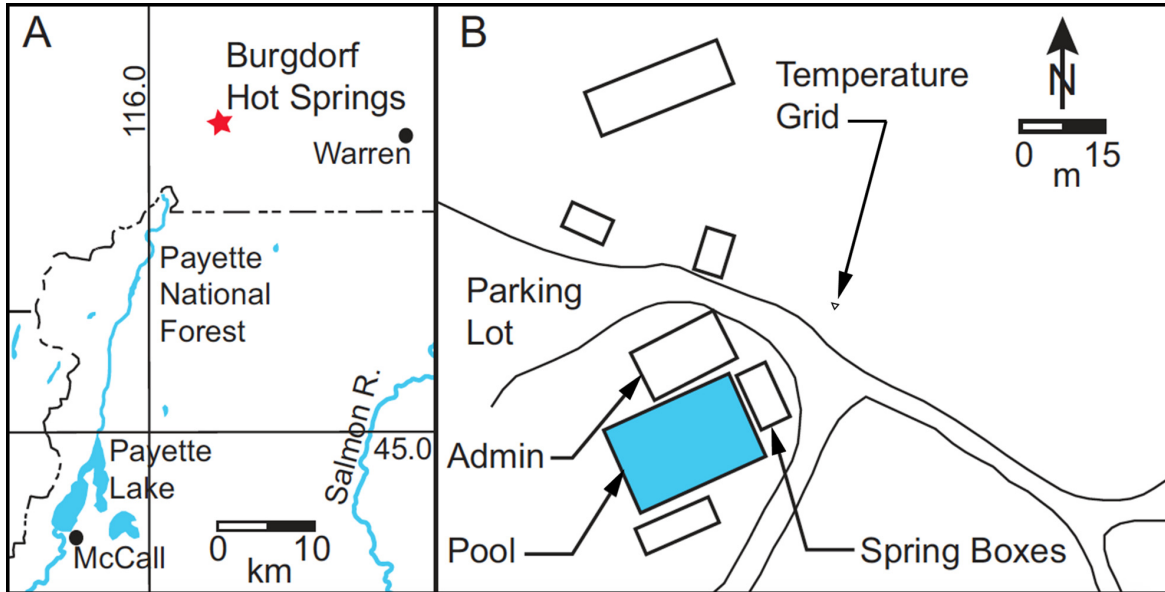 A
Burgdorf
Hot Springs
116.0
Warren
Payette
National
Forest
Salmon R.
45.0
Payette
Lake
McCall
0 10
km
B
Temperature
Grid
N
0 15
m
Parking
Lot
Admin
Pool
Spring Boxes